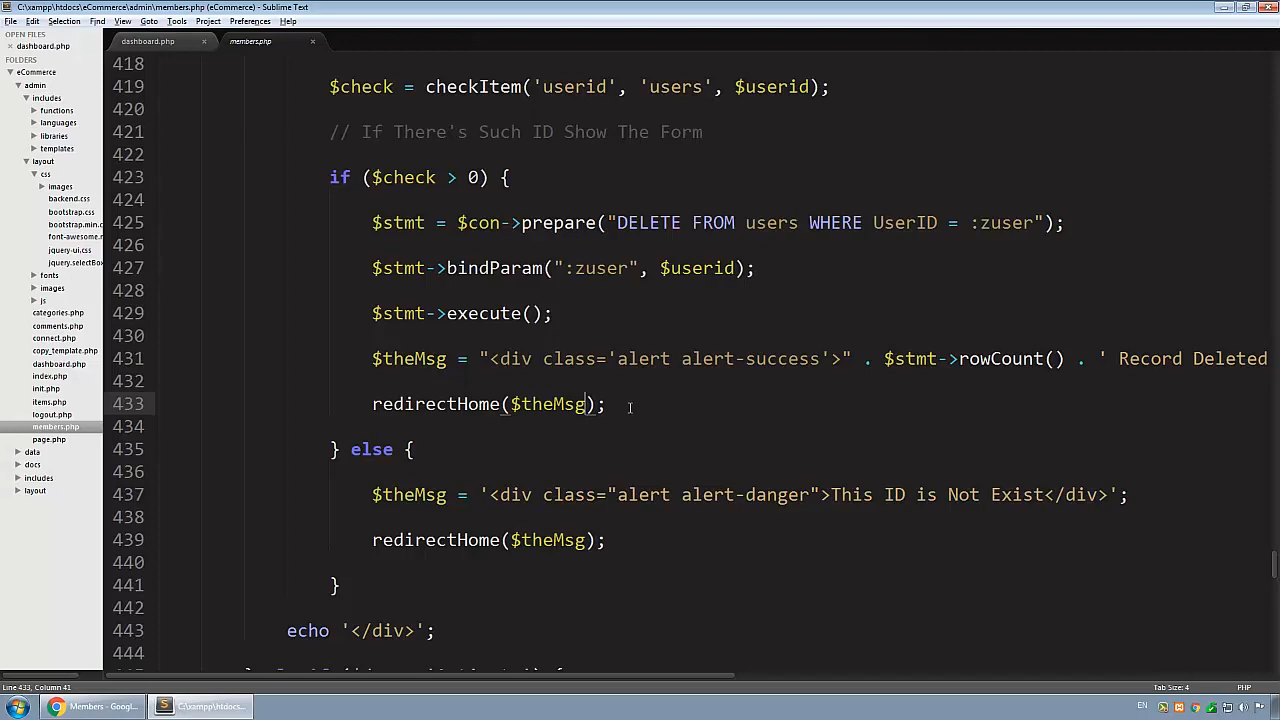 C:\xampp\htdocs\eCommerce\admin\members.php (eCommerce) - Sublime Text
File Edit Selection Find View Goto Tools Project Preferences Help
OPEN FILES
dashboard.php
FOLDERS
eCommerce
admin
includes
functions
languages
libraries
templates
layout
css
images
backend.css
bootstrap.css
bootstrap.min.c
font-awesome.r
jquery-ui.css
jquery.selectBox
fonts
images
js
categories.php
comments.php
connect.php
copy_template.php
dashboard.php
index.php
init.php
items.php
logout.php
members.php
page.php
data
docs
includes
layout
dashboard.php × members.php ×
418
419 $check = checkItem('userid', 'users', $userid);
420
421 // If There's Such ID Show The Form
422
423 if ($check > 0) {
424
425 $stmt = $con->prepare("DELETE FROM users WHERE UserID = :zuser");
426
427 $stmt->bindParam(":zuser", $userid);
428
429 $stmt->execute();
430
431 $theMsg = "<div class='alert alert-success'>" . $stmt->rowCount() . ' Record Deleted
432
433 redirectHome($theMsg);
434
435 } else {
436
437 $theMsg = '<div class="alert alert-danger">This ID is Not Exist</div>';
438
439 redirectHome($theMsg);
440
441 }
442
443 echo '</div>';
444
Line 433, Column 41
Tab Size: 4 PHP
Members - Googl...
C:\xampp\htdocs...
EN